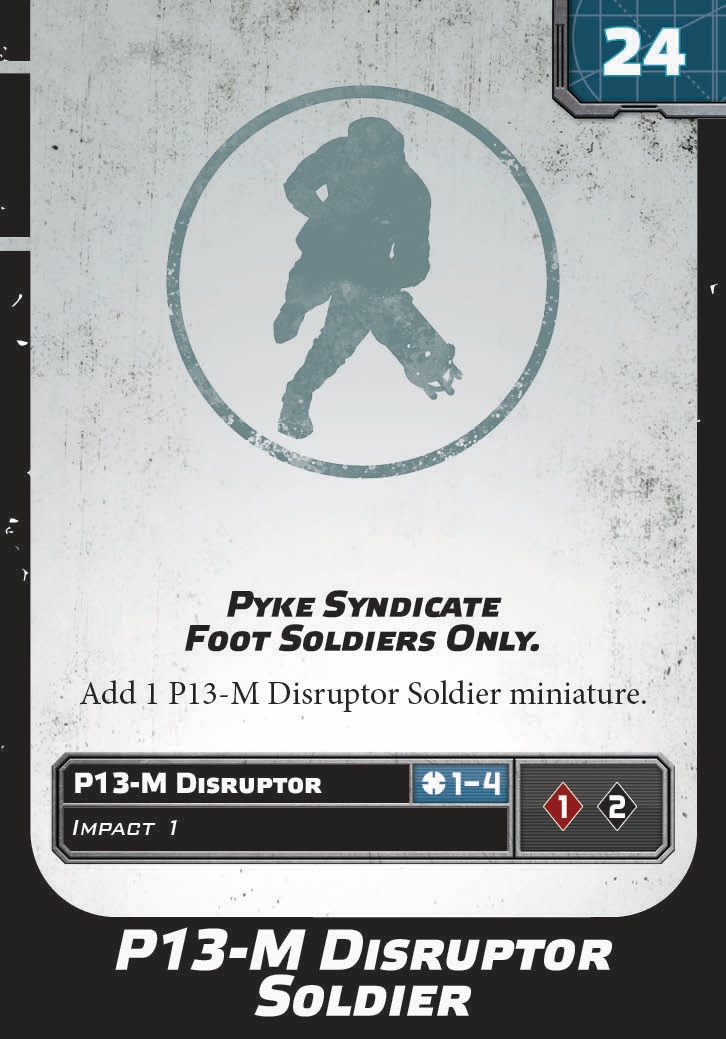 24
Pyke Syndicate
Foot Soldiers Only.
Add 1 P13-M Disruptor Soldier miniature.
P13-M Disruptor 1-4
1 2
Impact 1
P13-M Disruptor
Soldier